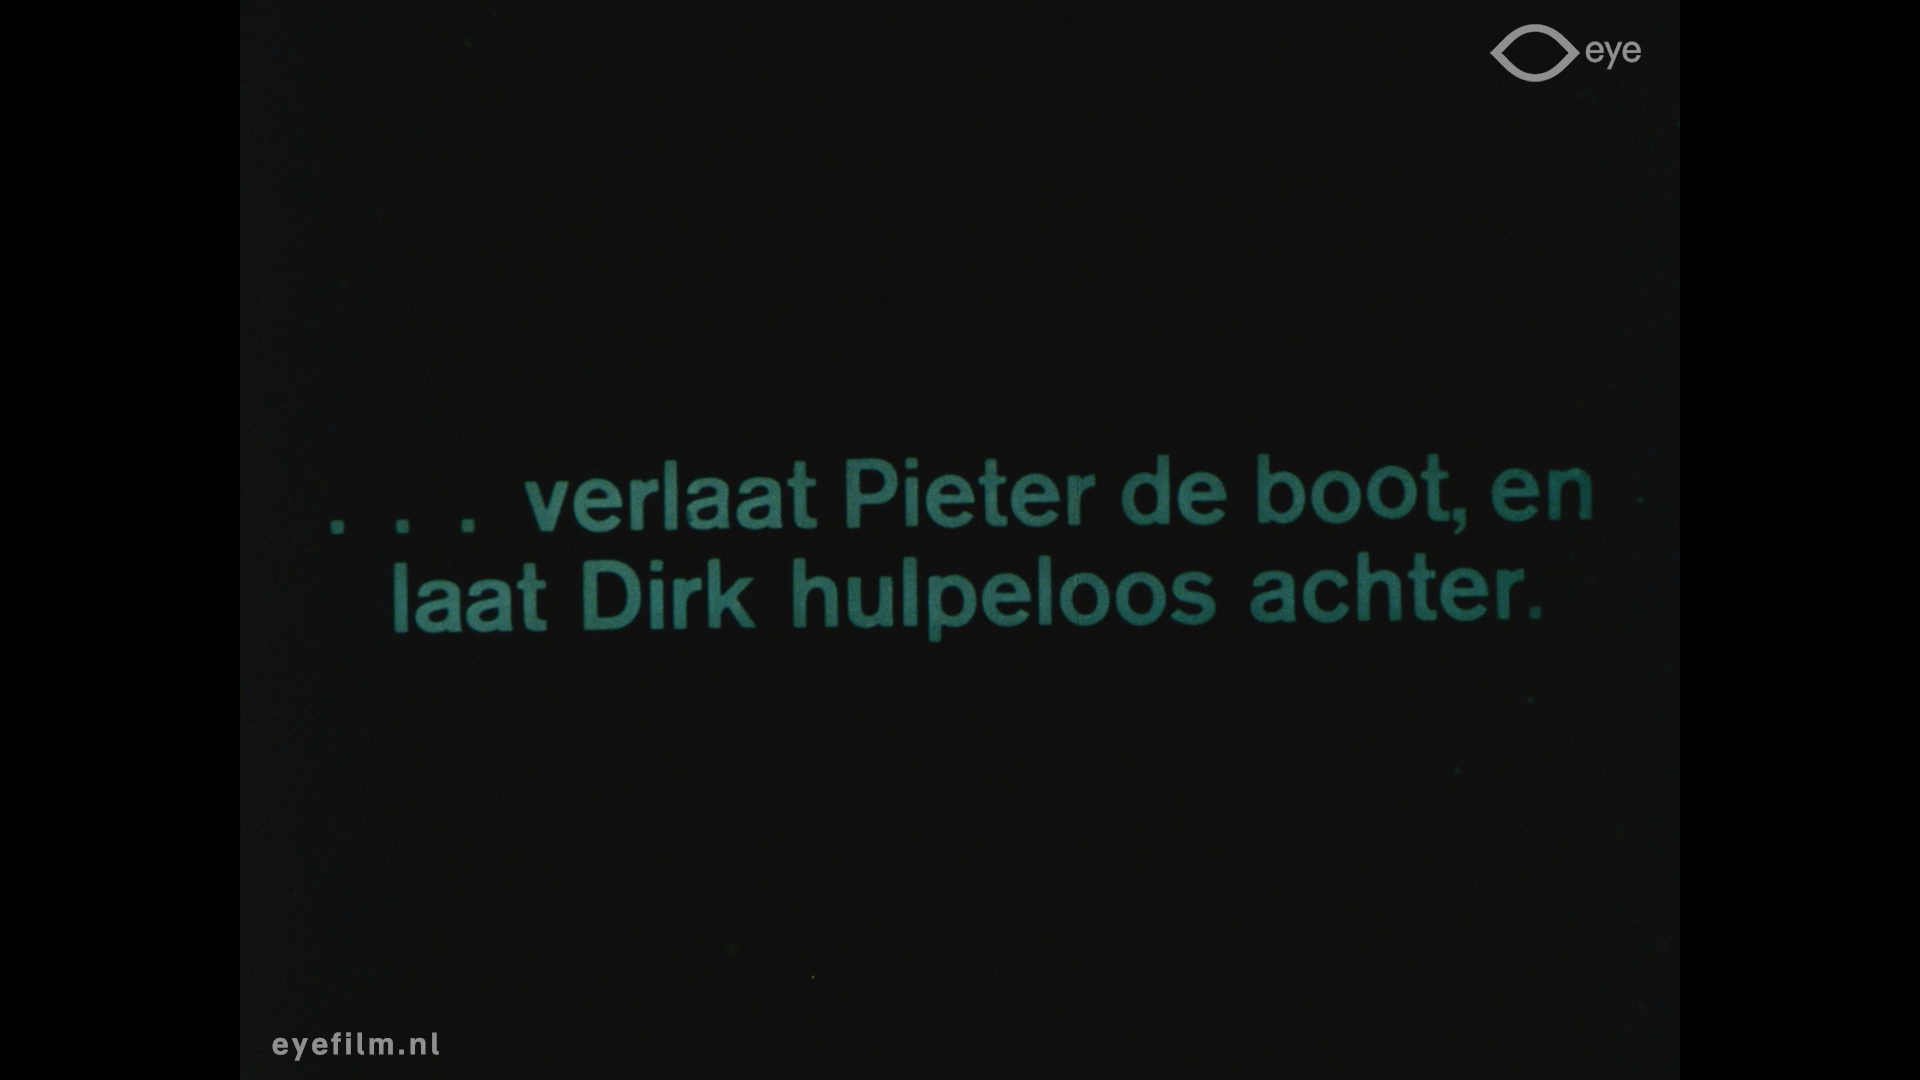 eye
. . . verlaat Pieter de boot, en
laat Dirk hulpeloos achter.
eyefilm.nl